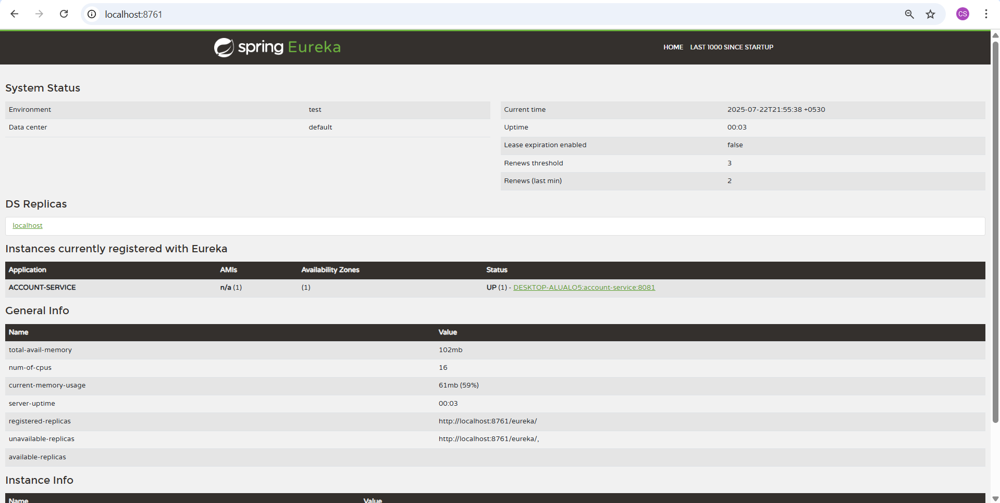 localhost:8761
CS
spring Eureka
HOME LAST 1000 SINCE STARTUP
System Status
Environment test
Data center default
Current time 2025-07-22T21:55:38 +0530
Uptime 00:03
Lease expiration enabled false
Renews threshold 3
Renews (last min) 2
DS Replicas
localhost
Instances currently registered with Eureka
Application AMIs Availability Zones Status
ACCOUNT-SERVICE n/a (1) (1) UP (1) - DESKTOP-ALUALO5:account-service:8081
General Info
Name Value
total-avail-memory 102mb
num-of-cpus 16
current-memory-usage 61mb (59%)
server-uptime 00:03
registered-replicas http://localhost:8761/eureka/
unavailable-replicas http://localhost:8761/eureka/,
available-replicas
Instance Info
Name Value